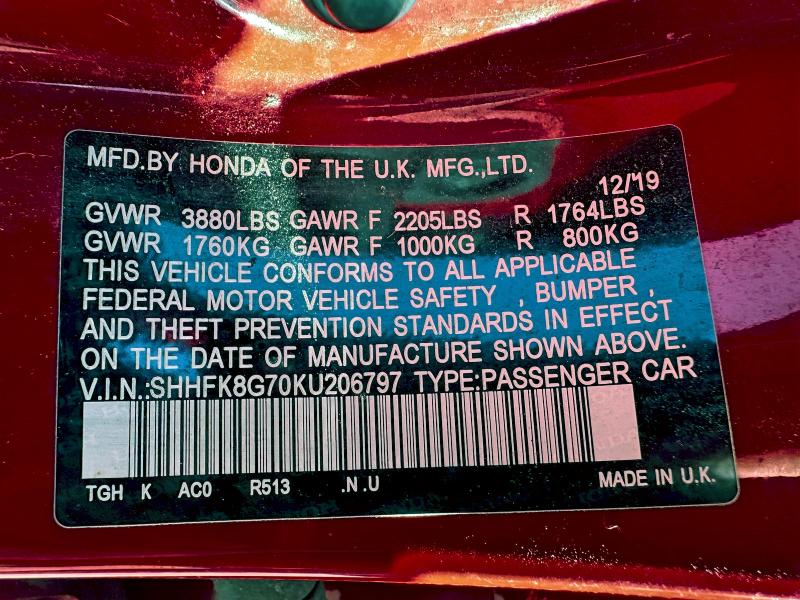 MFD.BY HONDA OF THE U.K. MFG.,LTD.
12/19
GVWR 3880LBS GAWR F 2205LBS R 1764LBS
GVWR 1760KG GAWR F 1000KG R 800KG
THIS VEHICLE CONFORMS TO ALL APPLICABLE
FEDERAL MOTOR VEHICLE SAFETY , BUMPER ,
AND THEFT PREVENTION STANDARDS IN EFFECT
ON THE DATE OF MANUFACTURE SHOWN ABOVE.
V.I.N.:SHHFK8G70KU206797 TYPE:PASSENGER CAR
TGH K AC0 R513 .N .U MADE IN U.K.